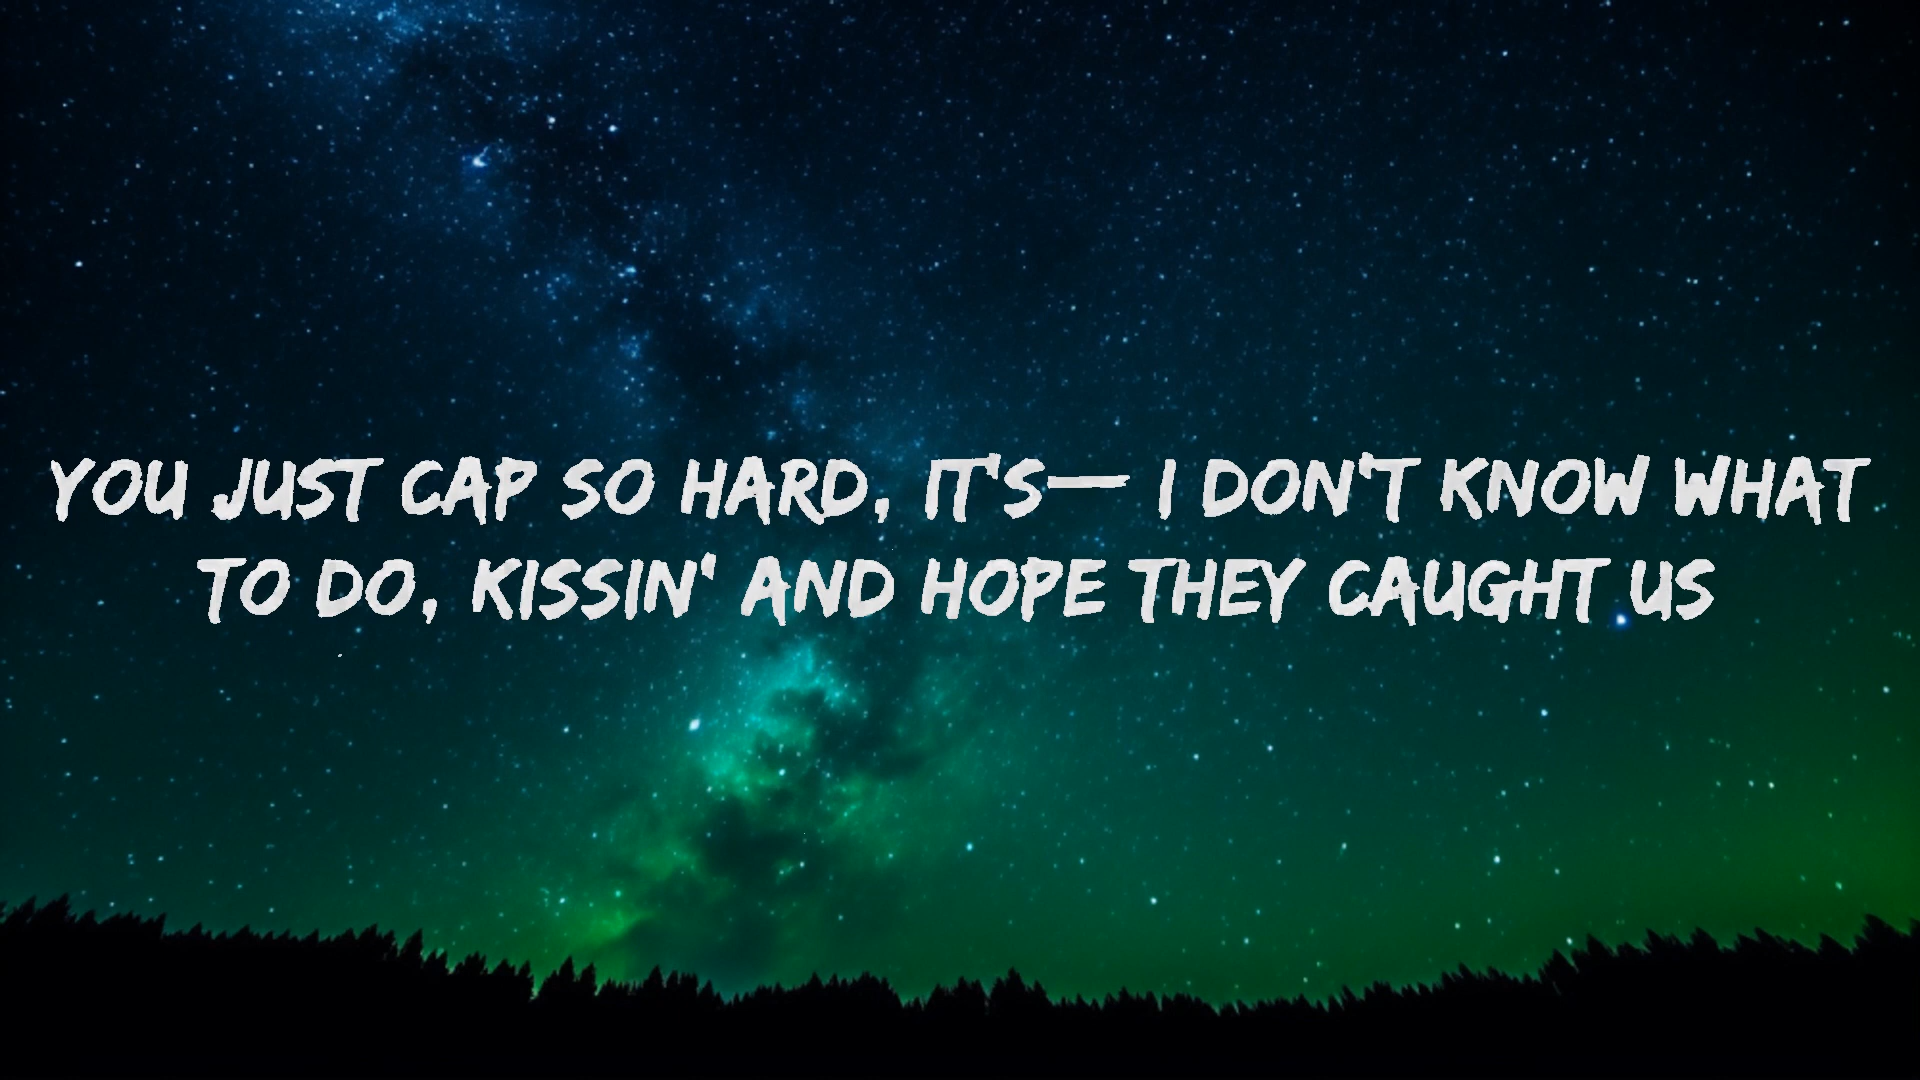 YOU JUST CAP SO HARD, IT'S— I DON'T KNOW WHAT
TO DO, KISSIN' AND HOPE THEY CAUGHT US